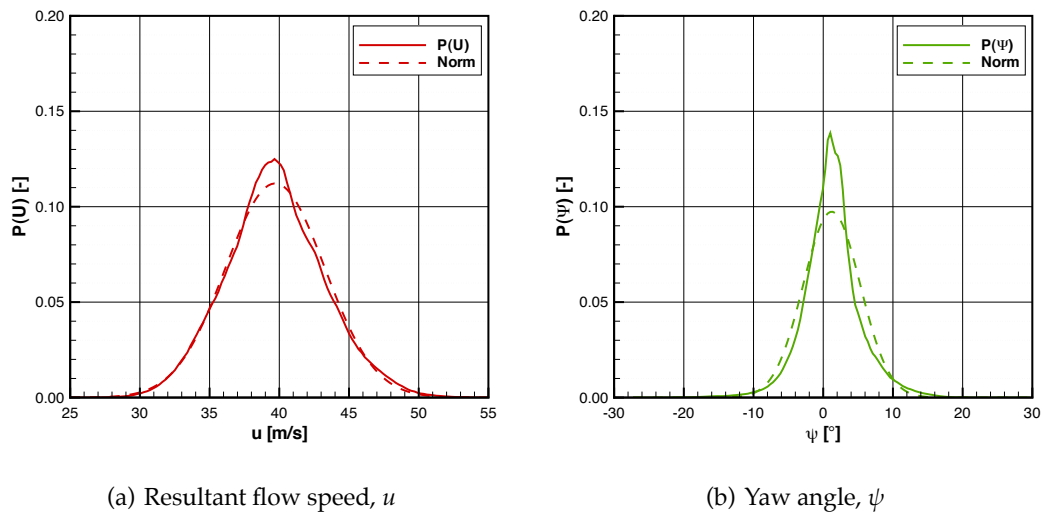 0.20
0.15
0.10
0.05
0.00
P(U) [-]
25 30 35 40 45 50 55
u [m/s]
P(U)
Norm
(a) Resultant flow speed, u
0.20
0.15
0.10
0.05
0.00
P(Ψ) [-]
-30 -20 -10 0 10 20 30
ψ [°]
P(Ψ)
Norm
(b) Yaw angle, ψ